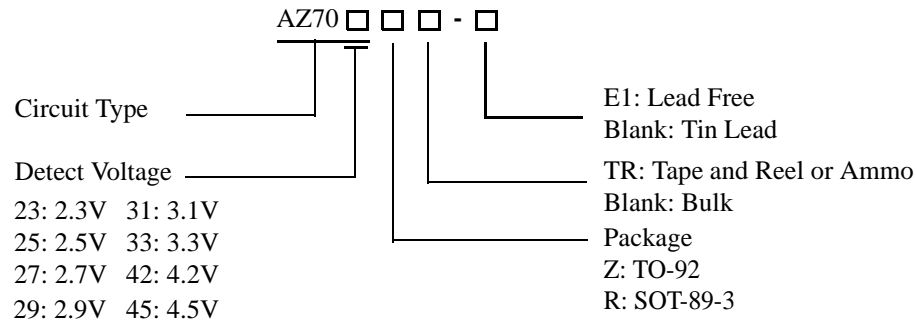 AZ70 □ □ □ - □
Circuit Type
Detect Voltage
23: 2.3V 31: 3.1V
25: 2.5V 33: 3.3V
27: 2.7V 42: 4.2V
29: 2.9V 45: 4.5V
E1: Lead Free
Blank: Tin Lead
TR: Tape and Reel or Ammo
Blank: Bulk
Package
Z: TO-92
R: SOT-89-3